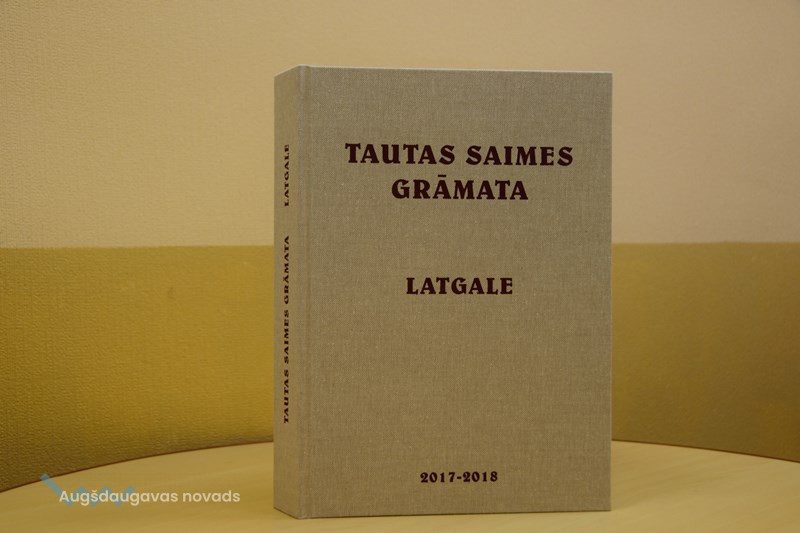 TAUTAS SAIMES
GRĀMATA
LATGALE
2017-2018
TAUTAS SAIMES GRĀMATA LATGALE
Augšdaugavas novads